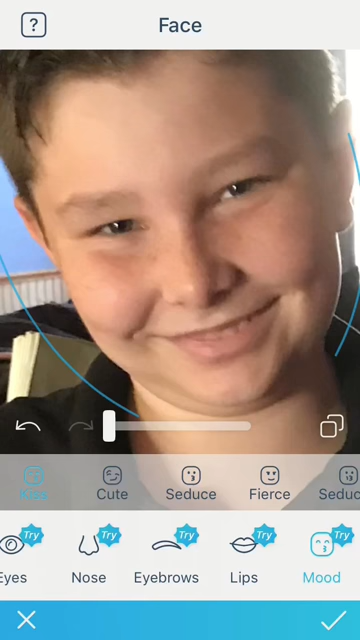 ?
Face
Kiss
Cute
Seduce
Fierce
Seduc
Try
Try
Try
Try
Try
Eyes
Nose
Eyebrows
Lips
Mood